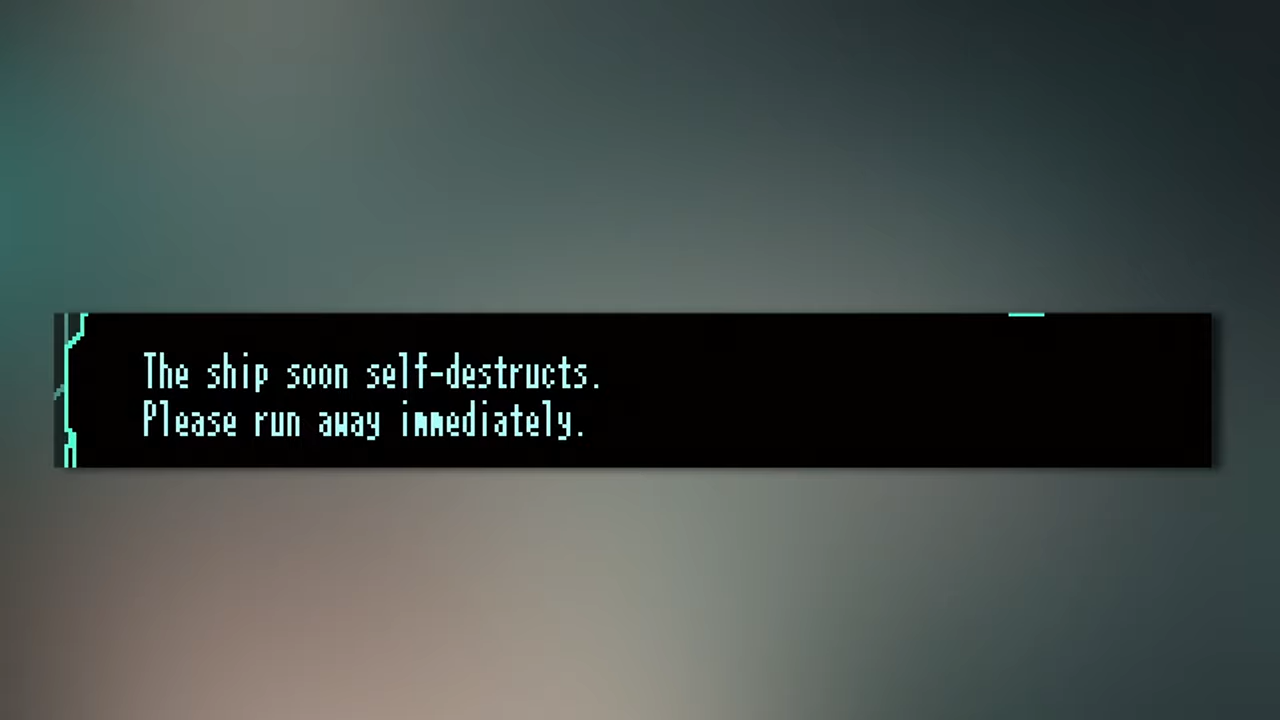 The ship soon self-destructs.
Please run away immediately.